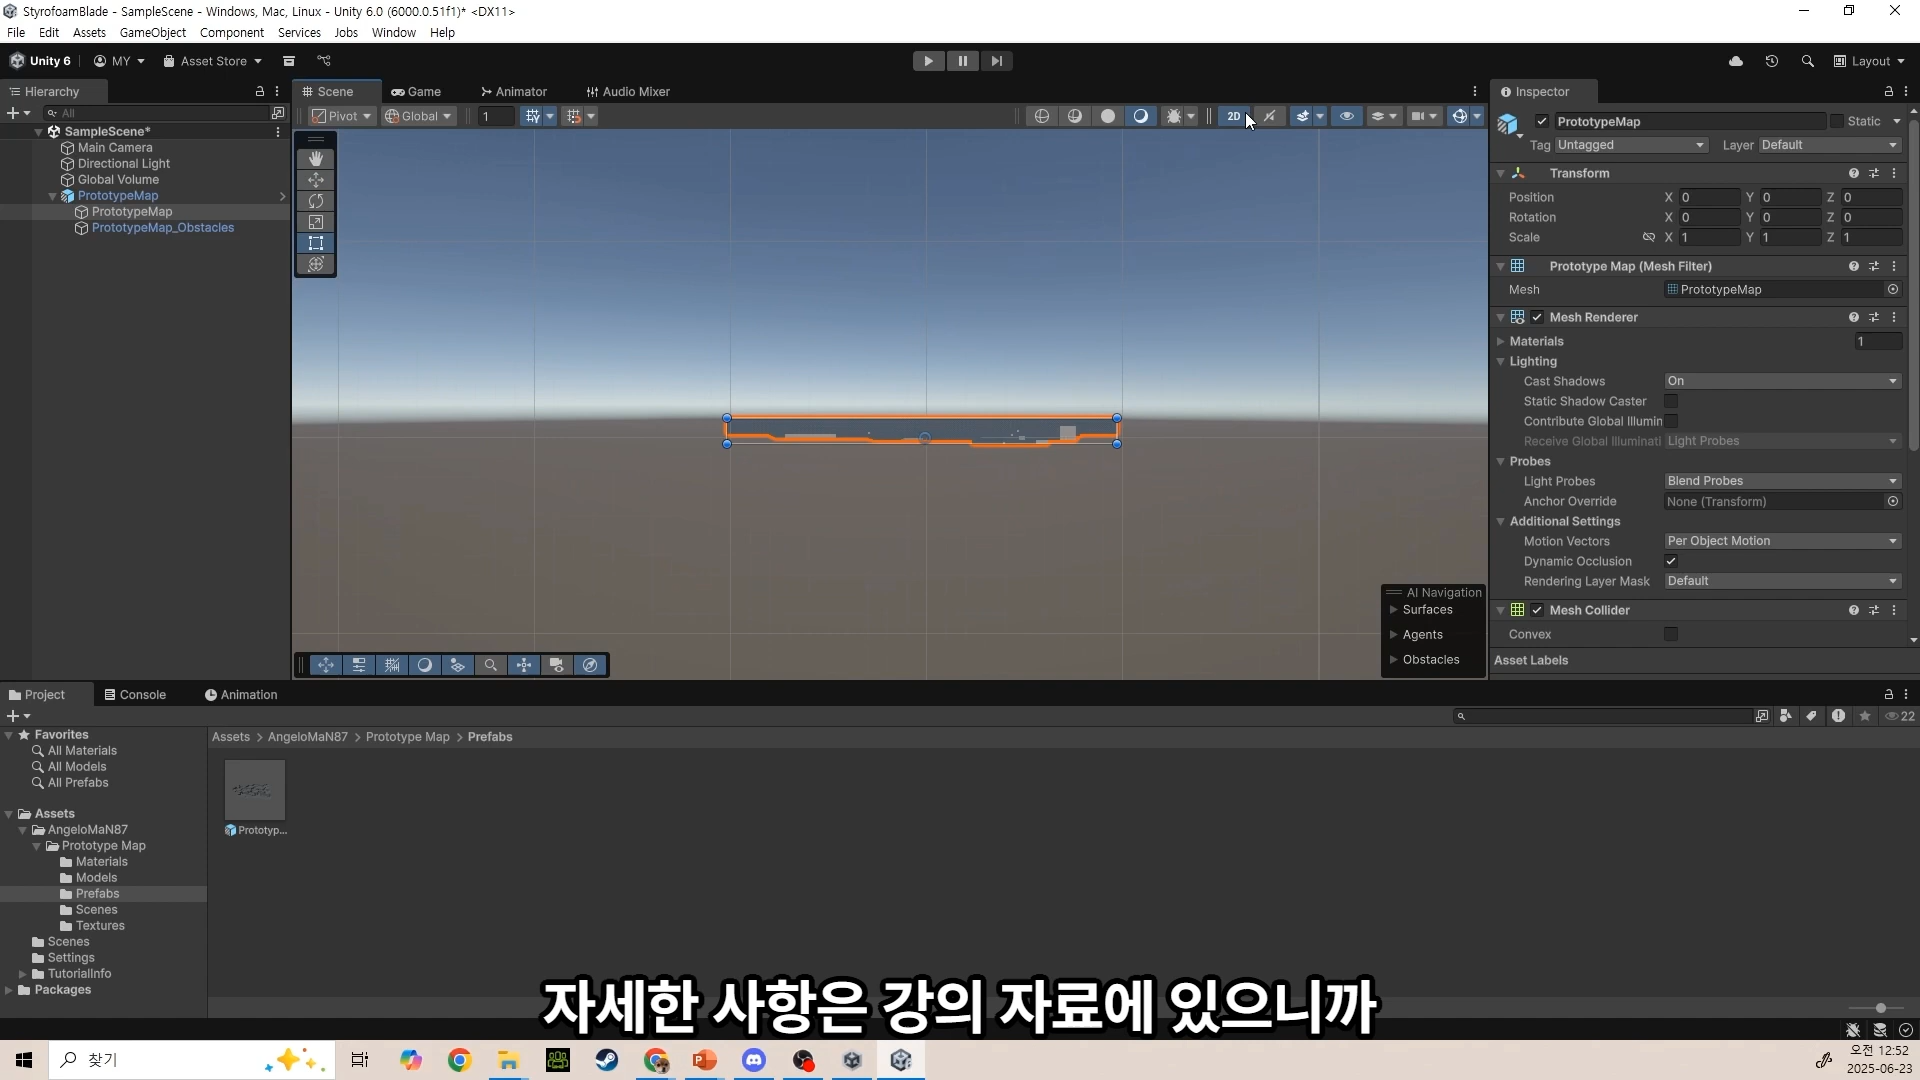 StyrofoamBlade - SampleScene - Windows, Mac, Linux - Unity 6.0 (6000.0.51f1)* <DX11>
File Edit Assets GameObject Component Services Jobs Window Help
Unity 6 MY Asset Store Layout
Hierarchy
All
SampleScene*
Main Camera
Directional Light
Global Volume
PrototypeMap
PrototypeMap
PrototypeMap_Obstacles
Scene Game Animator Audio Mixer
Pivot Global 1 2D
AI Navigation
Surfaces
Agents
Obstacles
Inspector
PrototypeMap Static
Tag Untagged Layer Default
Transform
Position X 0 Y 0 Z 0
Rotation X 0 Y 0 Z 0
Scale X 1 Y 1 Z 1
Prototype Map (Mesh Filter)
Mesh PrototypeMap
Mesh Renderer
Materials 1
Lighting
Cast Shadows On
Static Shadow Caster
Contribute Global Illumin
Receive Global Illuminati Light Probes
Probes
Light Probes Blend Probes
Anchor Override None (Transform)
Additional Settings
Motion Vectors Per Object Motion
Dynamic Occlusion
Rendering Layer Mask Default
Mesh Collider
Convex
Asset Labels
Project Console Animation
22
Favorites
All Materials
All Models
All Prefabs
Assets
AngeloMaN87
Prototype Map
Materials
Models
Prefabs
Scenes
Textures
Scenes
Settings
TutorialInfo
Packages
Assets > AngeloMaN87 > Prototype Map > Prefabs
Prototyp...
자세한 사항은 강의 자료에 있으니까
찾기
오전 12:52
2025-06-23